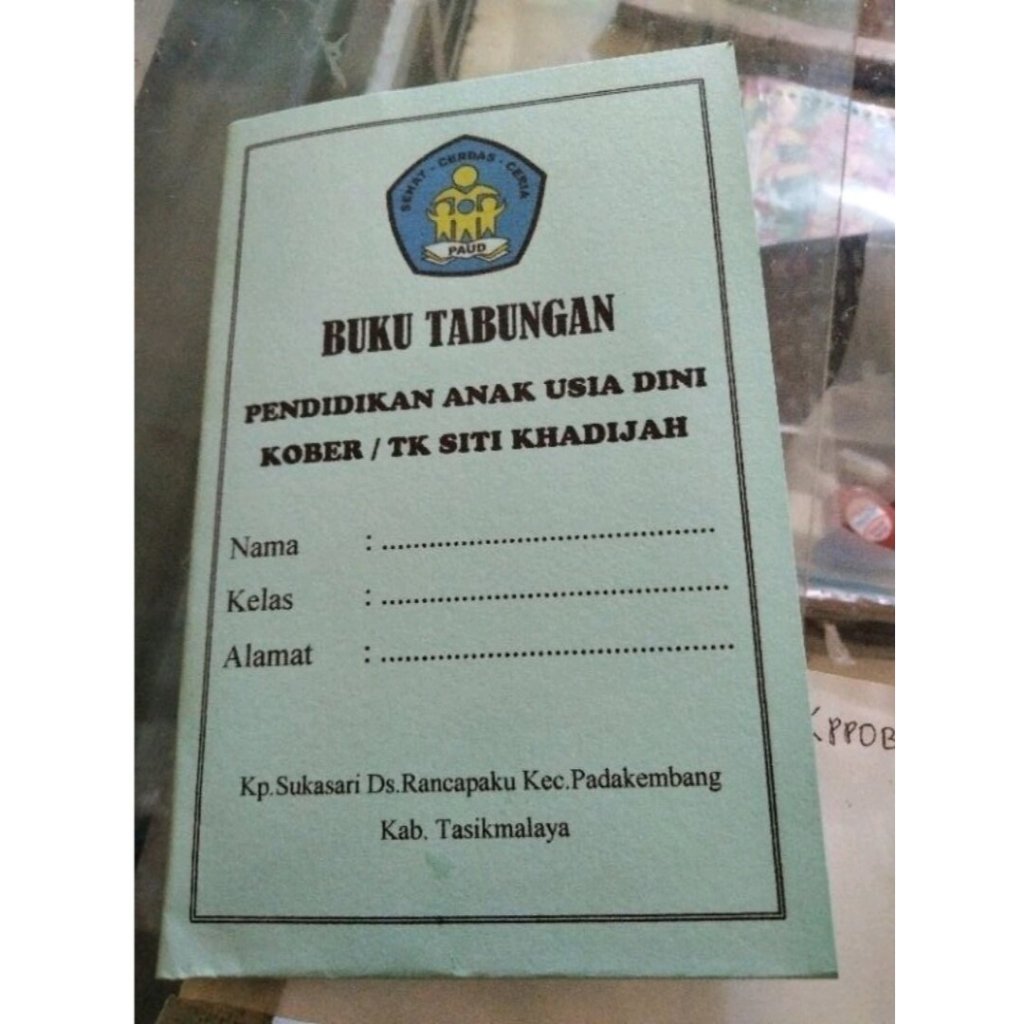 SEHAT - CERDAS - CERIA
PAUD
BUKU TABUNGAN
PENDIDIKAN ANAK USIA DINI
KOBER / TK SITI KHADIJAH
Nama : ........................................
Kelas : ........................................
Alamat : ........................................
Kp.Sukasari Ds.Rancapaku Kec.Padakembang
Kab. Tasikmalaya
PPOB